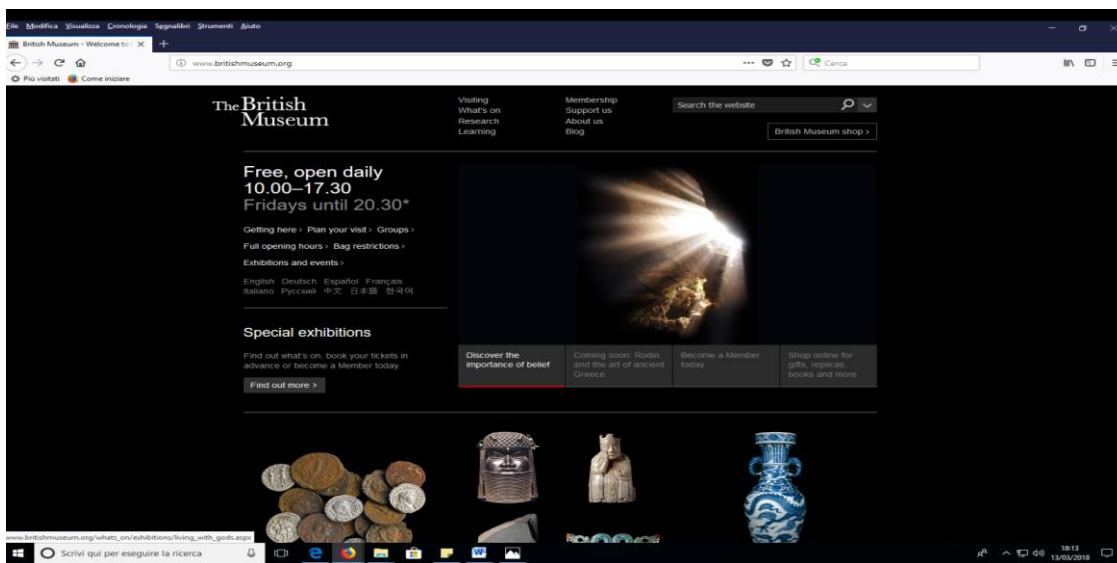 File Modifica Visualizza Cronologia Segnalibri Strumenti Aiuto
British Museum - Welcome to
www.britishmuseum.org
Cerca
Più visitati Come iniziare
The British
Museum
Visiting
What's on
Research
Learning
Membership
Support us
About us
Blog
Search the website
British Museum shop ›
Free, open daily
10.00–17.30
Fridays until 20.30*
Getting here › Plan your visit › Groups ›
Full opening hours › Bag restrictions ›
Exhibitions and events ›
English Deutsch Español Français
Italiano Русский 中文 日本語 한국어
Special exhibitions
Find out what's on, book your tickets in
advance or become a Member today
Find out more ›
Discover the
importance of belief
Coming soon: Rodin
and the art of ancient
Greece
Become a Member
today
Shop online for
gifts, replicas,
books and more
www.britishmuseum.org/whats_on/exhibitions/living_with_gods.aspx
Scrivi qui per eseguire la ricerca
18:13
13/03/2018